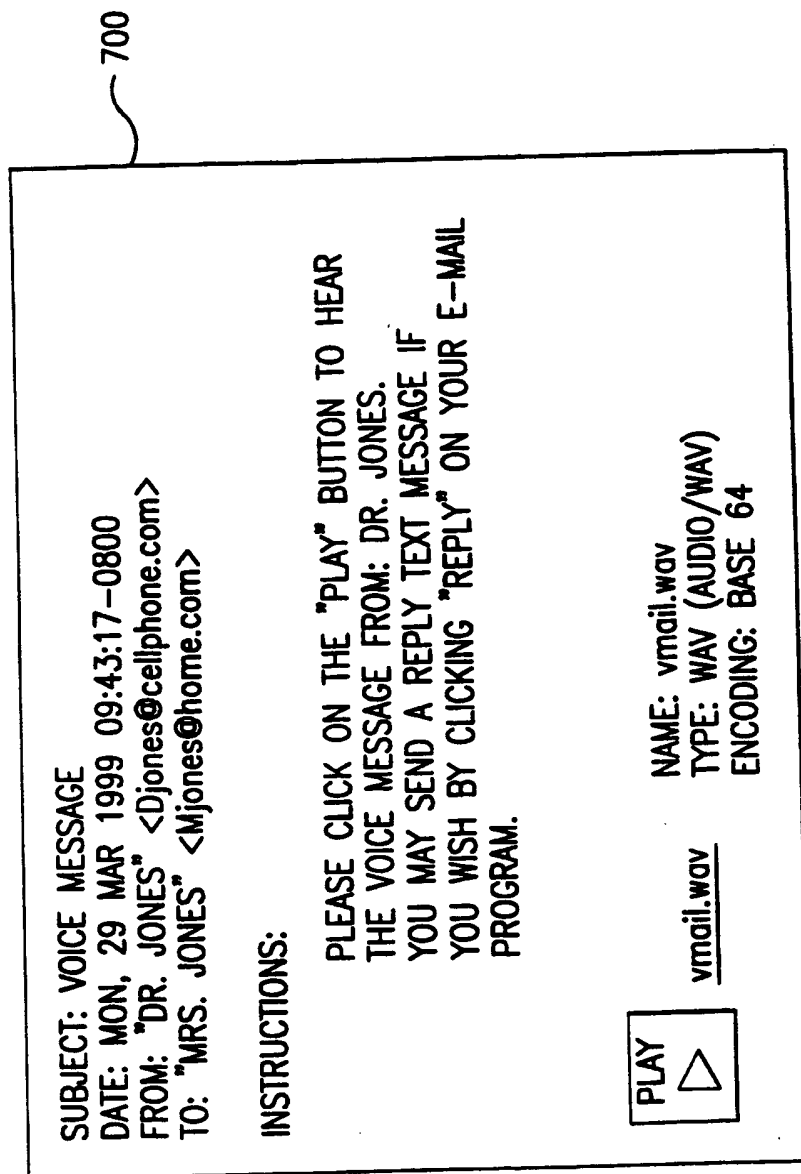 700
SUBJECT: VOICE MESSAGE
DATE: MON, 29 MAR 1999 09:43:17-0800
FROM: "DR. JONES" <Djones@cellphone.com>
TO: "MRS. JONES" <Mjones@home.com>
INSTRUCTIONS:
PLEASE CLICK ON THE "PLAY" BUTTON TO HEAR
THE VOICE MESSAGE FROM: DR. JONES.
YOU MAY SEND A REPLY TEXT MESSAGE IF
YOU WISH BY CLICKING "REPLY" ON YOUR E-MAIL
PROGRAM.
PLAY
vmail.wav
NAME: vmail.wav
TYPE: WAV (AUDIO/WAV)
ENCODING: BASE 64